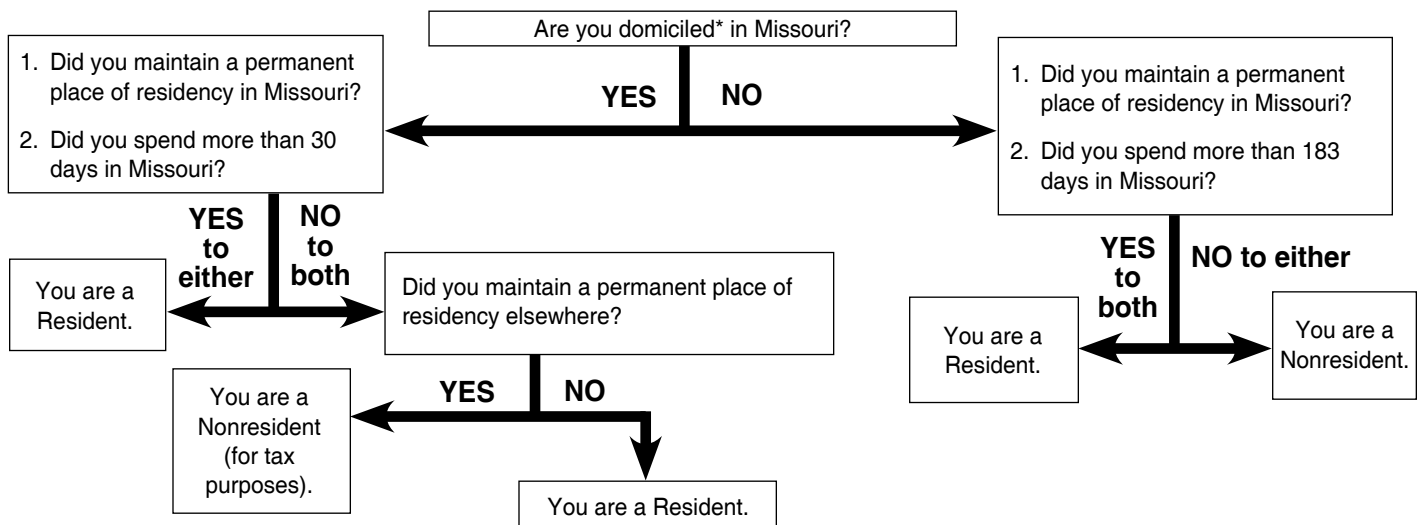 Are you domiciled* in Missouri?
YES
NO
1. Did you maintain a permanent
place of residency in Missouri?
2. Did you spend more than 30
days in Missouri?
1. Did you maintain a permanent
place of residency in Missouri?
2. Did you spend more than 183
days in Missouri?
YES
to
either
NO
to
both
You are a
Resident.
Did you maintain a permanent place of
residency elsewhere?
YES
to
both
NO to either
You are a
Resident.
You are a
Nonresident.
YES
NO
You are a
Nonresident
(for tax
purposes).
You are a Resident.